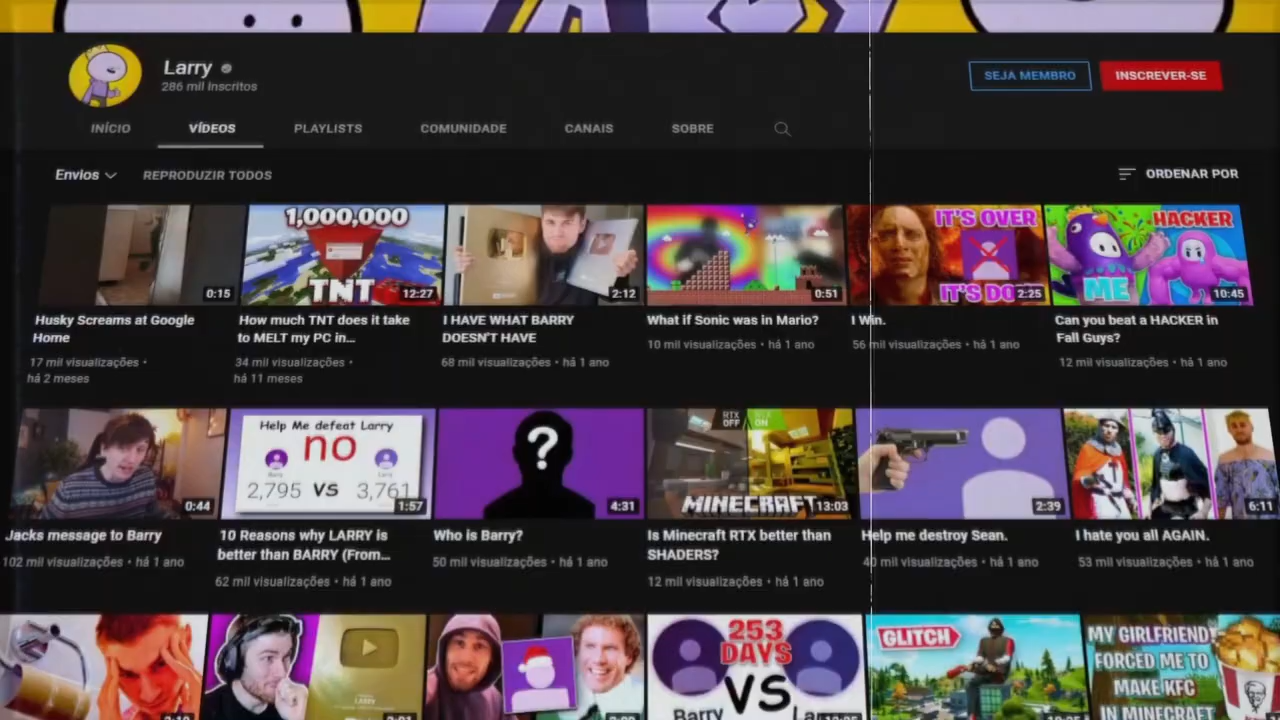 Larry
286 mil Inscritos
SEJA MEMBRO
INSCREVER-SE
INÍCIO
VÍDEOS
PLAYLISTS
COMUNIDADE
CANAIS
SOBRE
Envios
REPRODUZIR TODOS
ORDENAR POR
0:15
1,000,000
TNT
12:27
2:12
0:51
IT'S OVER
2:25
HACKER
ME
10:45
Husky Screams at Google
Home
17 mil visualizações •
há 2 meses
How much TNT does it take
to MELT my PC in...
34 mil visualizações •
há 11 meses
I HAVE WHAT BARRY
DOESN'T HAVE
68 mil visualizações • há 1 ano
What if Sonic was in Mario?
10 mil visualizações • há 1 ano
I Win.
56 mil visualizações • há 1 ano
Can you beat a HACKER in
Fall Guys?
12 mil visualizações • há 1 ano
0:44
Help Me defeat Larry
no
2,795 VS 3,761
1:57
?
4:31
RTX
OFF
RTX
ON
MINECRAFT
13:03
2:39
6:11
Jacks message to Barry
102 mil visualizações • há 1 ano
10 Reasons why LARRY is
better than BARRY (From...
62 mil visualizações • há 1 ano
Who is Barry?
50 mil visualizações • há 1 ano
Is Minecraft RTX better than
SHADERS?
12 mil visualizações • há 1 ano
Help me destroy Sean.
40 mil visualizações • há 1 ano
I hate you all AGAIN.
53 mil visualizações • há 1 ano
253
DAYS
VS
Barry
GLITCH
MY GIRLFRIEND
FORCED ME TO
MAKE KFC
IN MINECRAFT
KFC